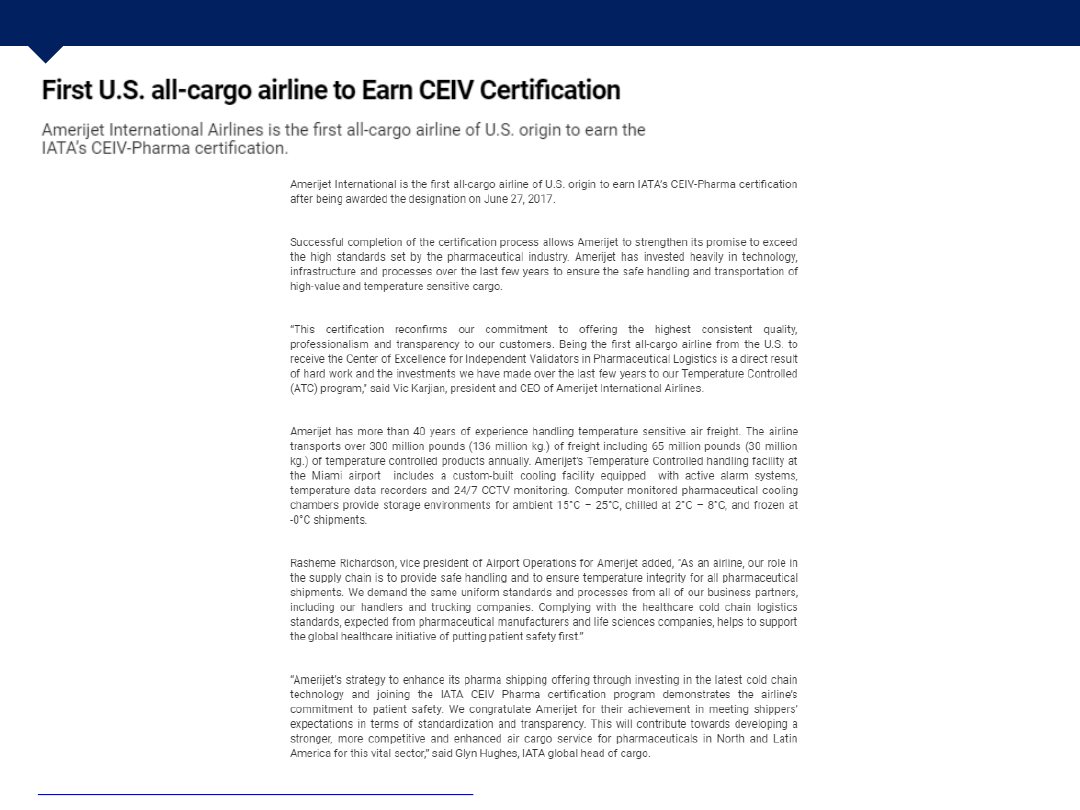 First U.S. all-cargo airline to Earn CEIV Certification
Amerijet International Airlines is the first all-cargo airline of U.S. origin to earn the
IATA's CEIV-Pharma certification.
Amerijet International is the first all-cargo airline of U.S. origin to earn IATA's CEIV-Pharma certification
after being awarded the designation on June 27, 2017.
Successful completion of the certification process allows Amerijet to strengthen its promise to exceed
the high standards set by the pharmaceutical industry. Amerijet has invested heavily in technology,
infrastructure and processes over the last few years to ensure the safe handling and transportation of
high-value and temperature sensitive cargo.
"This certification reconfirms our commitment to offering the highest consistent quality,
professionalism and transparency to our customers. Being the first all-cargo airline from the U.S. to
receive the Center of Excellence for Independent Validators in Pharmaceutical Logistics is a direct result
of hard work and the investments we have made over the last few years to our Temperature Controlled
(ATC) program," said Vic Karjian, president and CEO of Amerijet International Airlines.
Amerijet has more than 40 years of experience handling temperature sensitive air freight. The airline
transports over 300 million pounds (136 million kg.) of freight including 65 million pounds (30 million
kg.) of temperature controlled products annually. Amerijet's Temperature Controlled handling facility at
the Miami airport includes a custom-built cooling facility equipped with active alarm systems,
temperature data recorders and 24/7 CCTV monitoring. Computer monitored pharmaceutical cooling
chambers provide storage environments for ambient 15°C – 25°C, chilled at 2°C – 8°C, and frozen at
-0°C shipments.
Rasheme Richardson, vice president of Airport Operations for Amerijet added, "As an airline, our role in
the supply chain is to provide safe handling and to ensure temperature integrity for all pharmaceutical
shipments. We demand the same uniform standards and processes from all of our business partners,
including our handlers and trucking companies. Complying with the healthcare cold chain logistics
standards, expected from pharmaceutical manufacturers and life sciences companies, helps to support
the global healthcare initiative of putting patient safety first."
"Amerijet's strategy to enhance its pharma shipping offering through investing in the latest cold chain
technology and joining the IATA CEIV Pharma certification program demonstrates the airline's
commitment to patient safety. We congratulate Amerijet for their achievement in meeting shippers'
expectations in terms of standardization and transparency. This will contribute towards developing a
stronger, more competitive and enhanced air cargo service for pharmaceuticals in North and Latin
America for this vital sector," said Glyn Hughes, IATA global head of cargo.